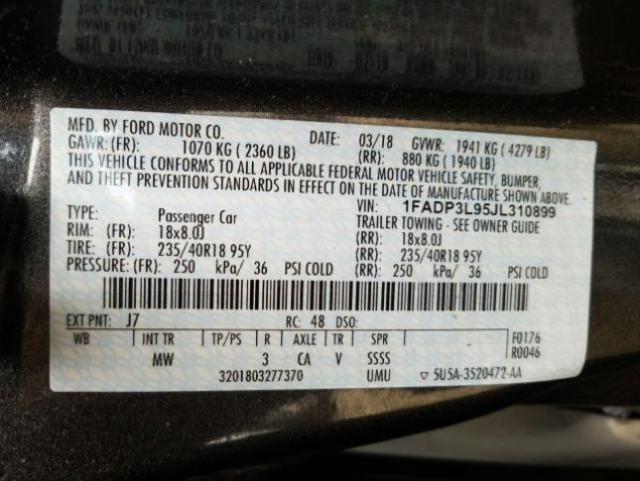 MFD. BY FORD MOTOR CO. DATE: 03/18 GVWR: 1941 KG ( 4279 LB)
GAWR: (FR): 1070 KG ( 2360 LB) (RR): 880 KG ( 1940 LB)
THIS VEHICLE CONFORMS TO ALL APPLICABLE FEDERAL MOTOR VEHICLE SAFETY, BUMPER,
AND THEFT PREVENTION STANDARDS IN EFFECT ON THE DATE OF MANUFACTURE SHOWN ABOVE.
VIN: 1FADP3L95JL310899
TYPE: Passenger Car TRAILER TOWING - SEE OWNER GUIDE
RIM: (FR): 18x8.0J (RR): 18x8.0J
TIRE: (FR): 235/40R18 95Y (RR): 235/40R18 95Y
PRESSURE: (FR): 250 kPa/ 36 PSI COLD (RR): 250 kPa/ 36 PSI COLD
EXT PNT: J7 RC: 48 DSO:
WB INT TR TP/PS R AXLE TR SPR F0176
MW 3 CA V SSSS R0046
3201803277370 UMU ▽ 5U5A-3520472-AA